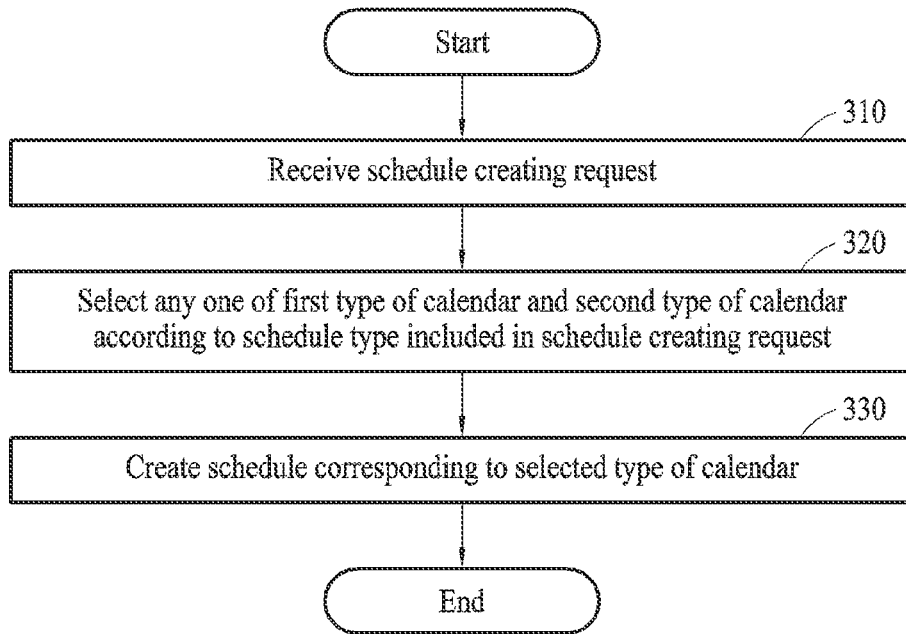 Start
310
Receive schedule creating request
320
Select any one of first type of calendar and second type of calendar
according to schedule type included in schedule creating request
330
Create schedule corresponding to selected type of calendar
End